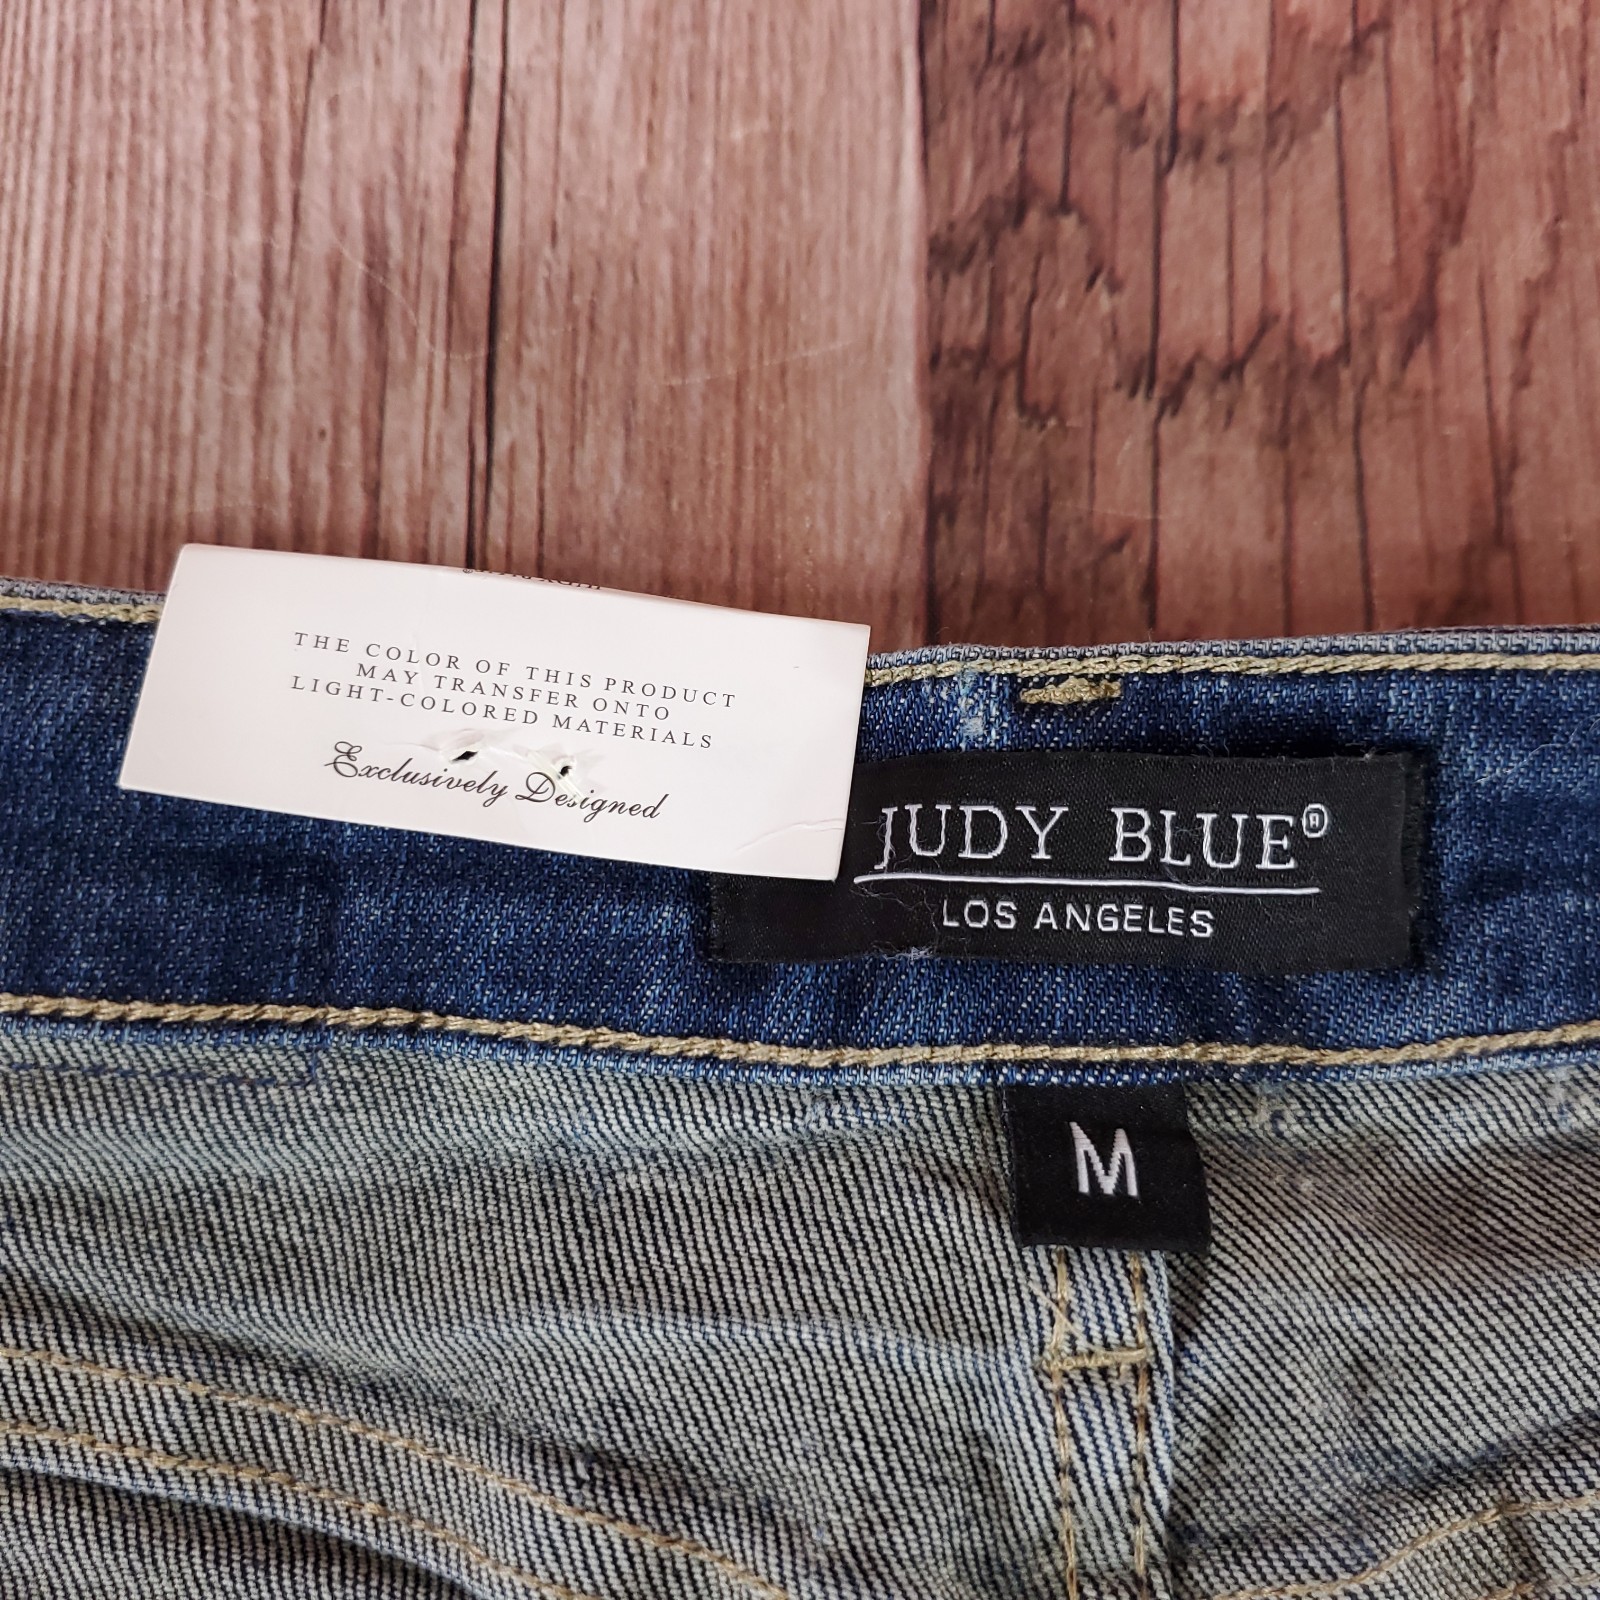 THE COLOR OF THIS PRODUCT
MAY TRANSFER ONTO
LIGHT-COLORED MATERIALS
Exclusively Designed
JUDY BLUE®
LOS ANGELES
M